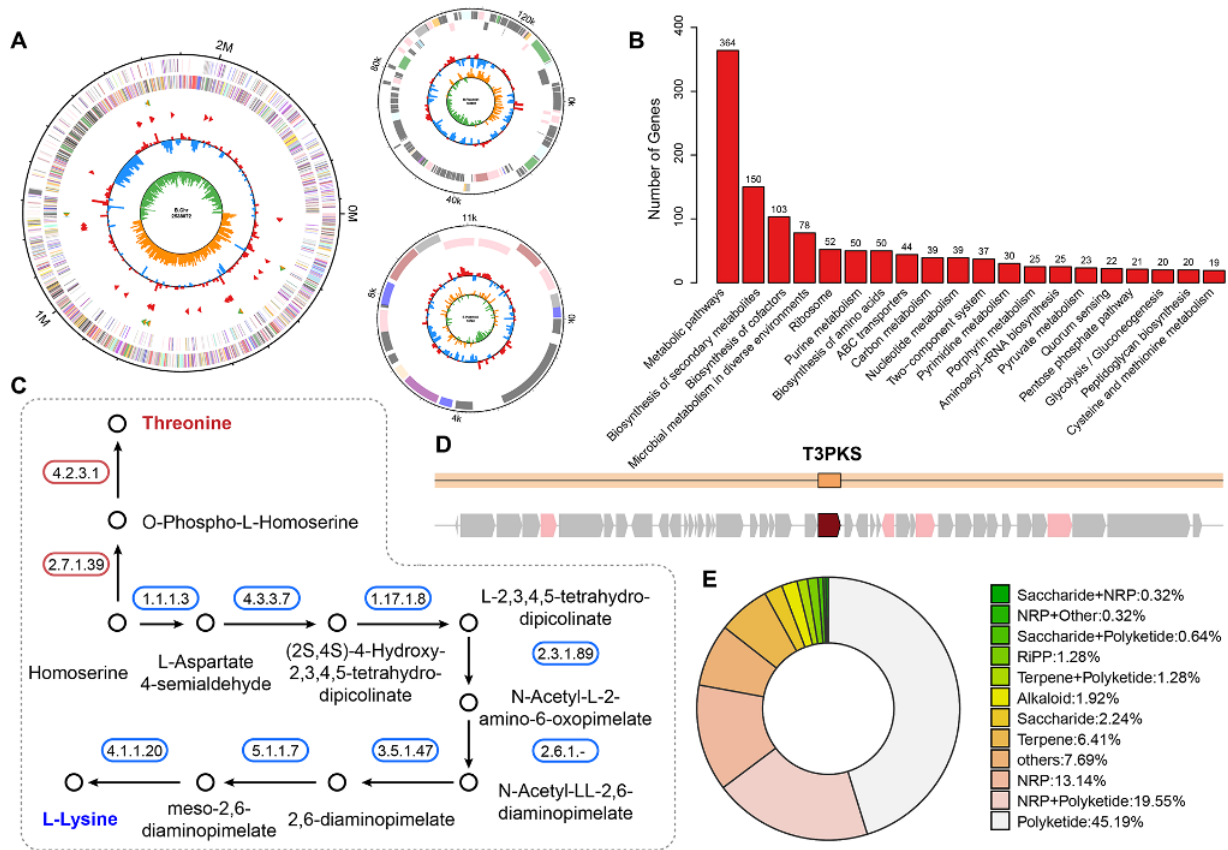 A
2M
0M
1M
B.Chr
120k
80k
0k
40k
11k
6k
0k
4k
B
Number of Genes
400
300
200
100
0
364
150
103
78
52
50
50
44
39
39
37
30
25
25
23
22
21
20
20
19
Metabolic pathways
Biosynthesis of secondary metabolites
Biosynthesis of cofactors
Microbial metabolism in diverse environments
Ribosome
Purine metabolism
Biosynthesis of amino acids
ABC transporters
Carbon metabolism
Nucleotide metabolism
Two-component system
Pyrimidine metabolism
Porphyrin metabolism
Aminoacyl-tRNA biosynthesis
Pyruvate metabolism
Quorum sensing
Pentose phosphate pathway
Glycolysis / Gluconeogenesis
Peptidoglycan biosynthesis
Cysteine and methionine metabolism
C
Threonine
4.2.3.1
O-Phospho-L-Homoserine
2.7.1.39
1.1.1.3
4.3.3.7
1.17.1.8
L-2,3,4,5-tetrahydro-
dipicolinate
Homoserine
L-Aspartate
4-semialdehyde
(2S,4S)-4-Hydroxy-
2,3,4,5-tetrahydro-
dipicolinate
2.3.1.89
N-Acetyl-L-2-
amino-6-oxopimelate
4.1.1.20
5.1.1.7
3.5.1.47
2.6.1.-
L-Lysine
meso-2,6-
diaminopimelate
2,6-diaminopimelate
N-Acetyl-LL-2,6-
diaminopimelate
D
T3PKS
E
Saccharide+NRP:0.32%
NRP+Other:0.32%
Saccharide+Polyketide:0.64%
RiPP:1.28%
Terpene+Polyketide:1.28%
Alkaloid:1.92%
Saccharide:2.24%
Terpene:6.41%
others:7.69%
NRP:13.14%
NRP+Polyketide:19.55%
Polyketide:45.19%